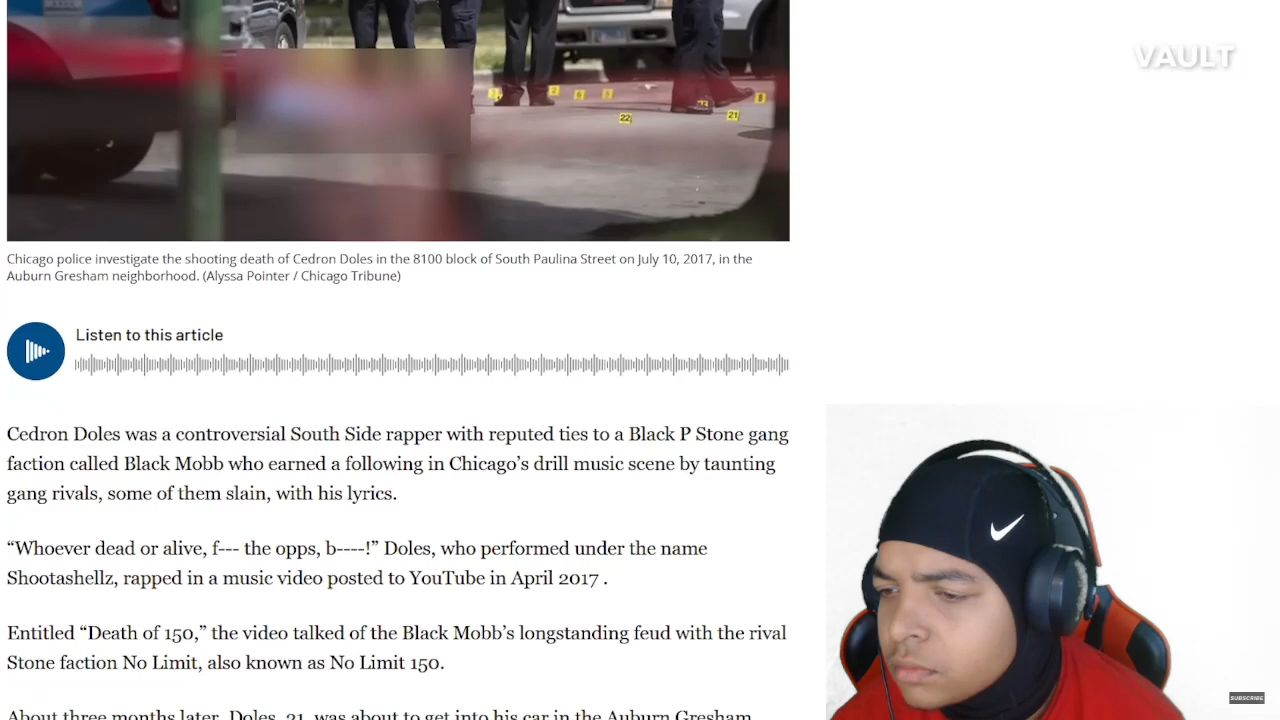 VAULT
22
21
8
Chicago police investigate the shooting death of Cedron Doles in the 8100 block of South Paulina Street on July 10, 2017, in the
Auburn Gresham neighborhood. (Alyssa Pointer / Chicago Tribune)
Listen to this article
Cedron Doles was a controversial South Side rapper with reputed ties to a Black P Stone gang
faction called Black Mobb who earned a following in Chicago’s drill music scene by taunting
gang rivals, some of them slain, with his lyrics.
“Whoever dead or alive, f--- the opps, b----!” Doles, who performed under the name
Shootashellz, rapped in a music video posted to YouTube in April 2017 .
Entitled “Death of 150,” the video talked of the Black Mobb’s longstanding feud with the rival
Stone faction No Limit, also known as No Limit 150.
About three months later, Doles, 21, was about to get into his car in the Auburn Gresham
SUBSCRIBE